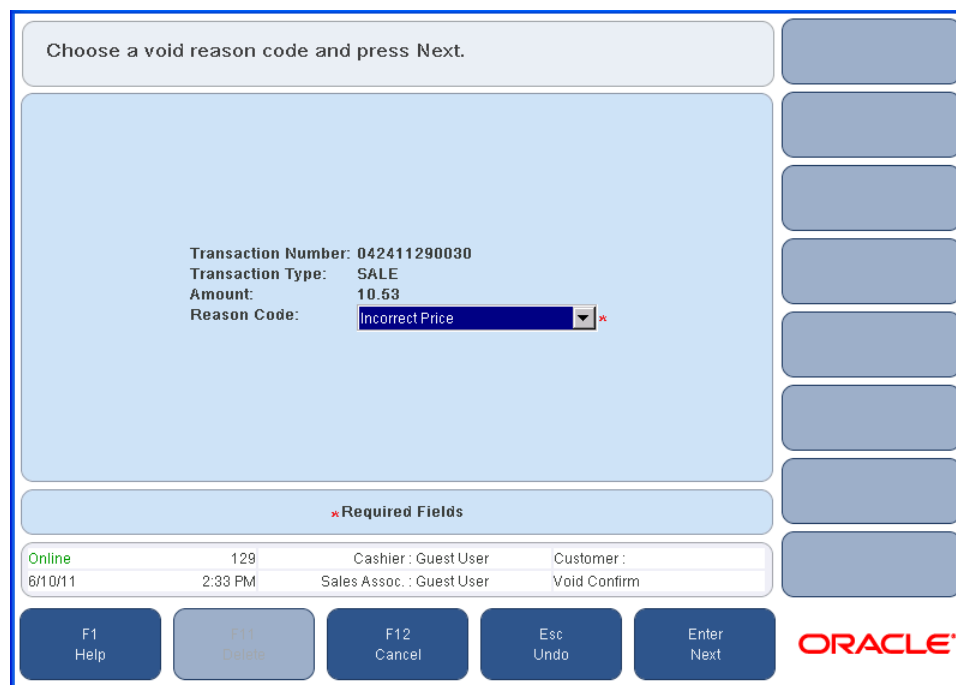 Choose a void reason code and press Next.
Transaction Number: 042411290030
Transaction Type: SALE
Amount: 10.53
Reason Code: Incorrect Price *
*Required Fields
Online 129 Cashier : Guest User Customer :
6/10/11 2:33 PM Sales Assoc. : Guest User Void Confirm
F1 F11 F12 Esc Enter
Help Delete Cancel Undo Next
ORACLE